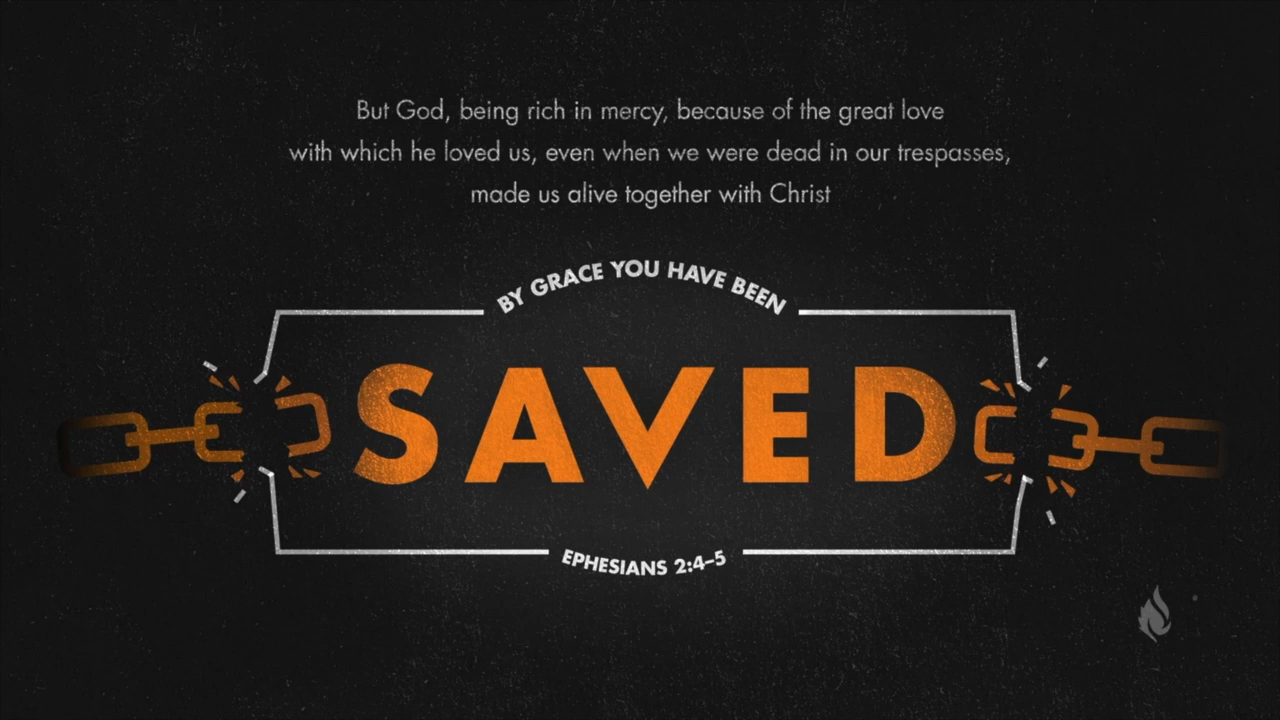 But God, being rich in mercy, because of the great love
with which he loved us, even when we were dead in our trespasses,
made us alive together with Christ
BY GRACE YOU HAVE BEEN
SAVED
EPHESIANS 2:4–5